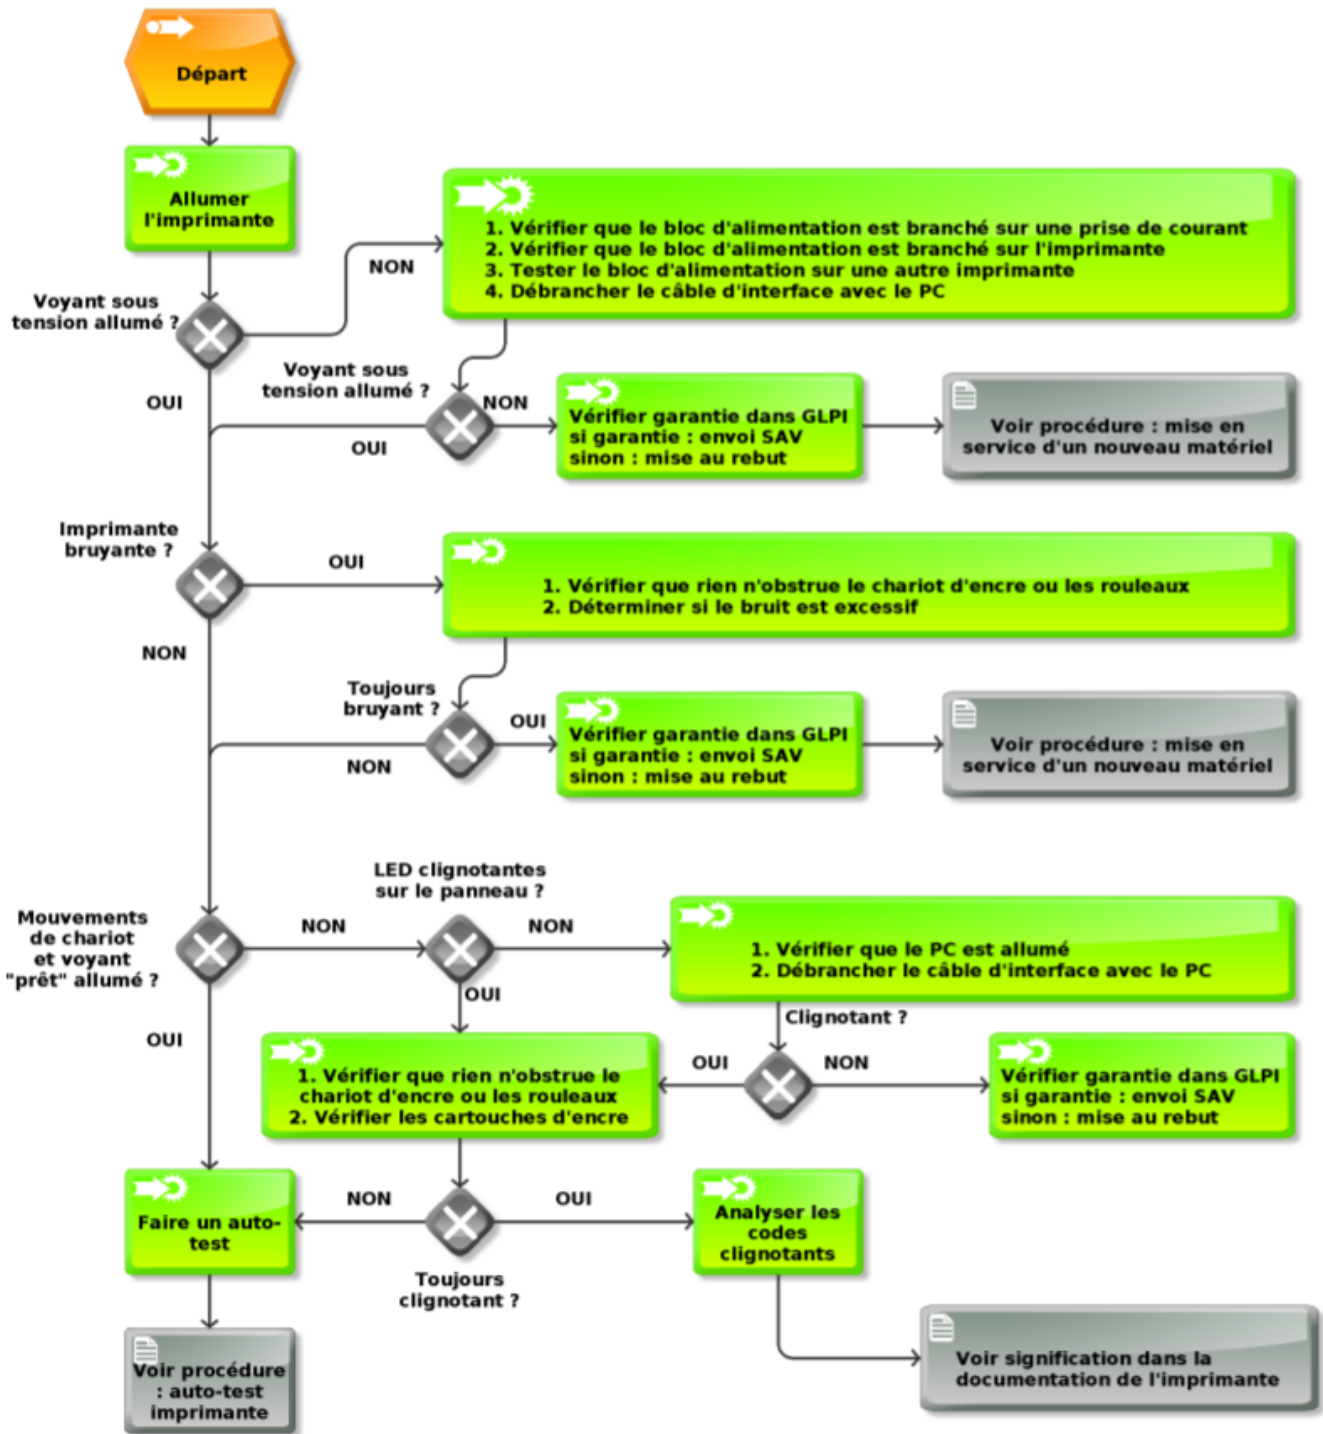 Départ
Allumer
l'imprimante
1. Vérifier que le bloc d'alimentation est branché sur une prise de courant
2. Vérifier que le bloc d'alimentation est branché sur l'imprimante
3. Tester le bloc d'alimentation sur une autre imprimante
4. Débrancher le câble d'interface avec le PC
NON
Voyant sous
tension allumé ?
OUI
Voyant sous
tension allumé ?
NON
OUI
Vérifier garantie dans GLPI
si garantie : envoi SAV
sinon : mise au rebut
Voir procédure : mise en
service d'un nouveau matériel
Imprimante
bruyante ?
OUI
1. Vérifier que rien n'obstrue le chariot d'encre ou les rouleaux
2. Déterminer si le bruit est excessif
NON
Toujours
bruyant ?
OUI
NON
Vérifier garantie dans GLPI
si garantie : envoi SAV
sinon : mise au rebut
Voir procédure : mise en
service d'un nouveau matériel
LED clignotantes
sur le panneau ?
Mouvements
de chariot
et voyant
"prêt" allumé ?
NON
NON
1. Vérifier que le PC est allumé
2. Débrancher le câble d'interface avec le PC
OUI
OUI
Clignotant ?
1. Vérifier que rien n'obstrue le
chariot d'encre ou les rouleaux
2. Vérifier les cartouches d'encre
OUI
NON
Vérifier garantie dans GLPI
si garantie : envoi SAV
sinon : mise au rebut
Faire un auto-
test
NON
OUI
Toujours
clignotant ?
Analyser les
codes
clignotants
Voir procédure
: auto-test
imprimante
Voir signification dans la
documentation de l'imprimante